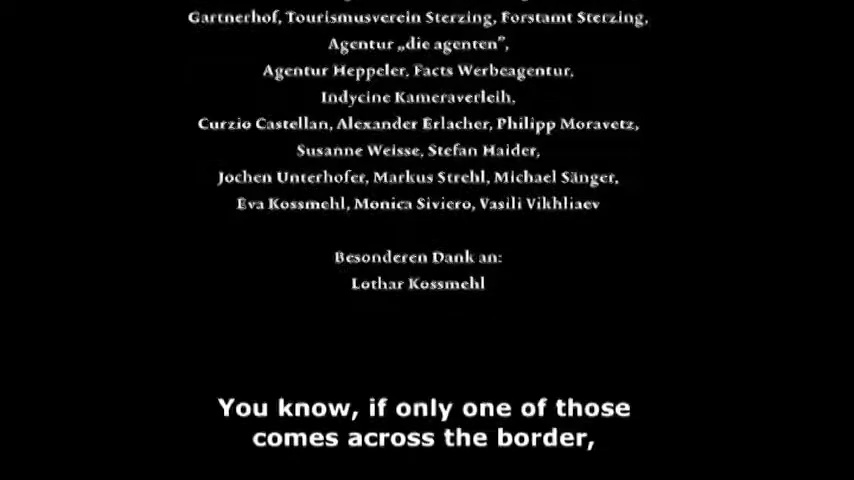 Gartnerhof, Tourismusverein Sterzing, Forstamt Sterzing,
Agentur „die agenten”,
Agentur Heppeler, Facts Werbeagentur,
Indycine Kameraverleih,
Curzio Castellan, Alexander Erlacher, Philipp Moravetz,
Susanne Weisse, Stefan Haider,
Jochen Unterhofer, Markus Strehl, Michael Sänger,
Eva Kossmehl, Monica Siviero, Vasili Vikhliaev
Besonderen Dank an:
Lothar Kossmehl
You know, if only one of those
comes across the border,